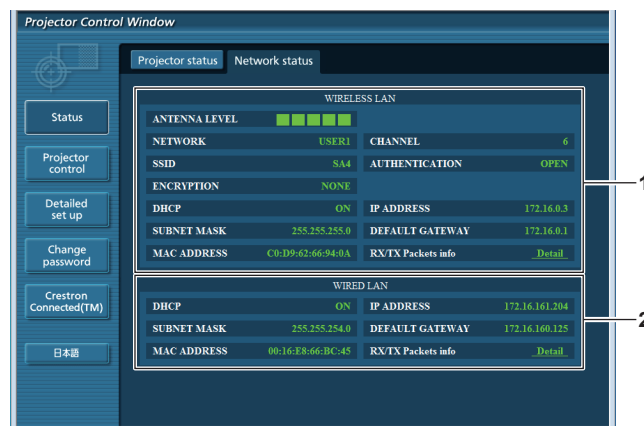 Projector Control Window
Projector status Network status
Status
Projector
control
Detailed
set up
Change
password
Crestron
Connected(TM)
日本語
WIRELESS LAN
ANTENNA LEVEL
NETWORK USER1 CHANNEL 6
SSID SA4 AUTHENTICATION OPEN
ENCRYPTION NONE
DHCP ON IP ADDRESS 172.16.0.3
SUBNET MASK 255.255.255.0 DEFAULT GATEWAY 172.16.0.1
MAC ADDRESS C0:D9:62:66:94:0A RX/TX Packets info Detail
1
WIRED LAN
DHCP ON IP ADDRESS 172.16.161.204
SUBNET MASK 255.255.254.0 DEFAULT GATEWAY 172.16.160.125
MAC ADDRESS 00:16:E8:66:BC:45 RX/TX Packets info Detail
2